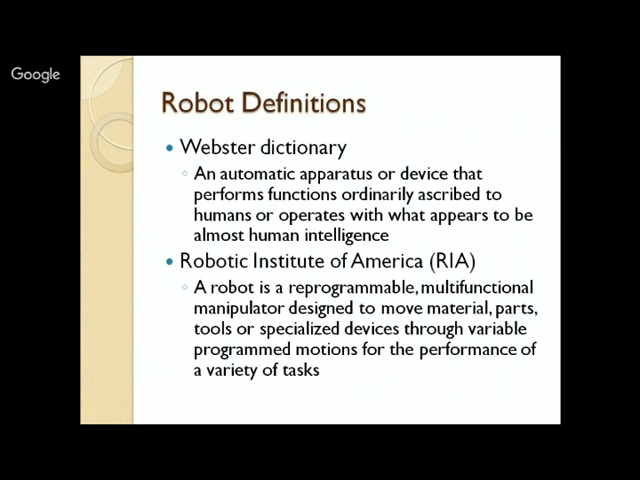 Google
Robot Definitions
• Webster dictionary
◦ An automatic apparatus or device that
performs functions ordinarily ascribed to
humans or operates with what appears to be
almost human intelligence
• Robotic Institute of America (RIA)
◦ A robot is a reprogrammable, multifunctional
manipulator designed to move material, parts,
tools or specialized devices through variable
programmed motions for the performance of
a variety of tasks